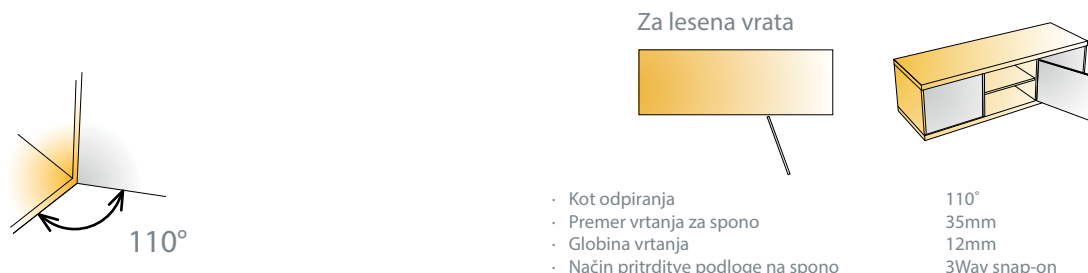 Za lesena vrata
110°
· Kot odpiranja 110°
· Premer vrtanja za spono 35mm
· Globina vrtanja 12mm
· Način pritrditve podloge na spono 3Way snap-on